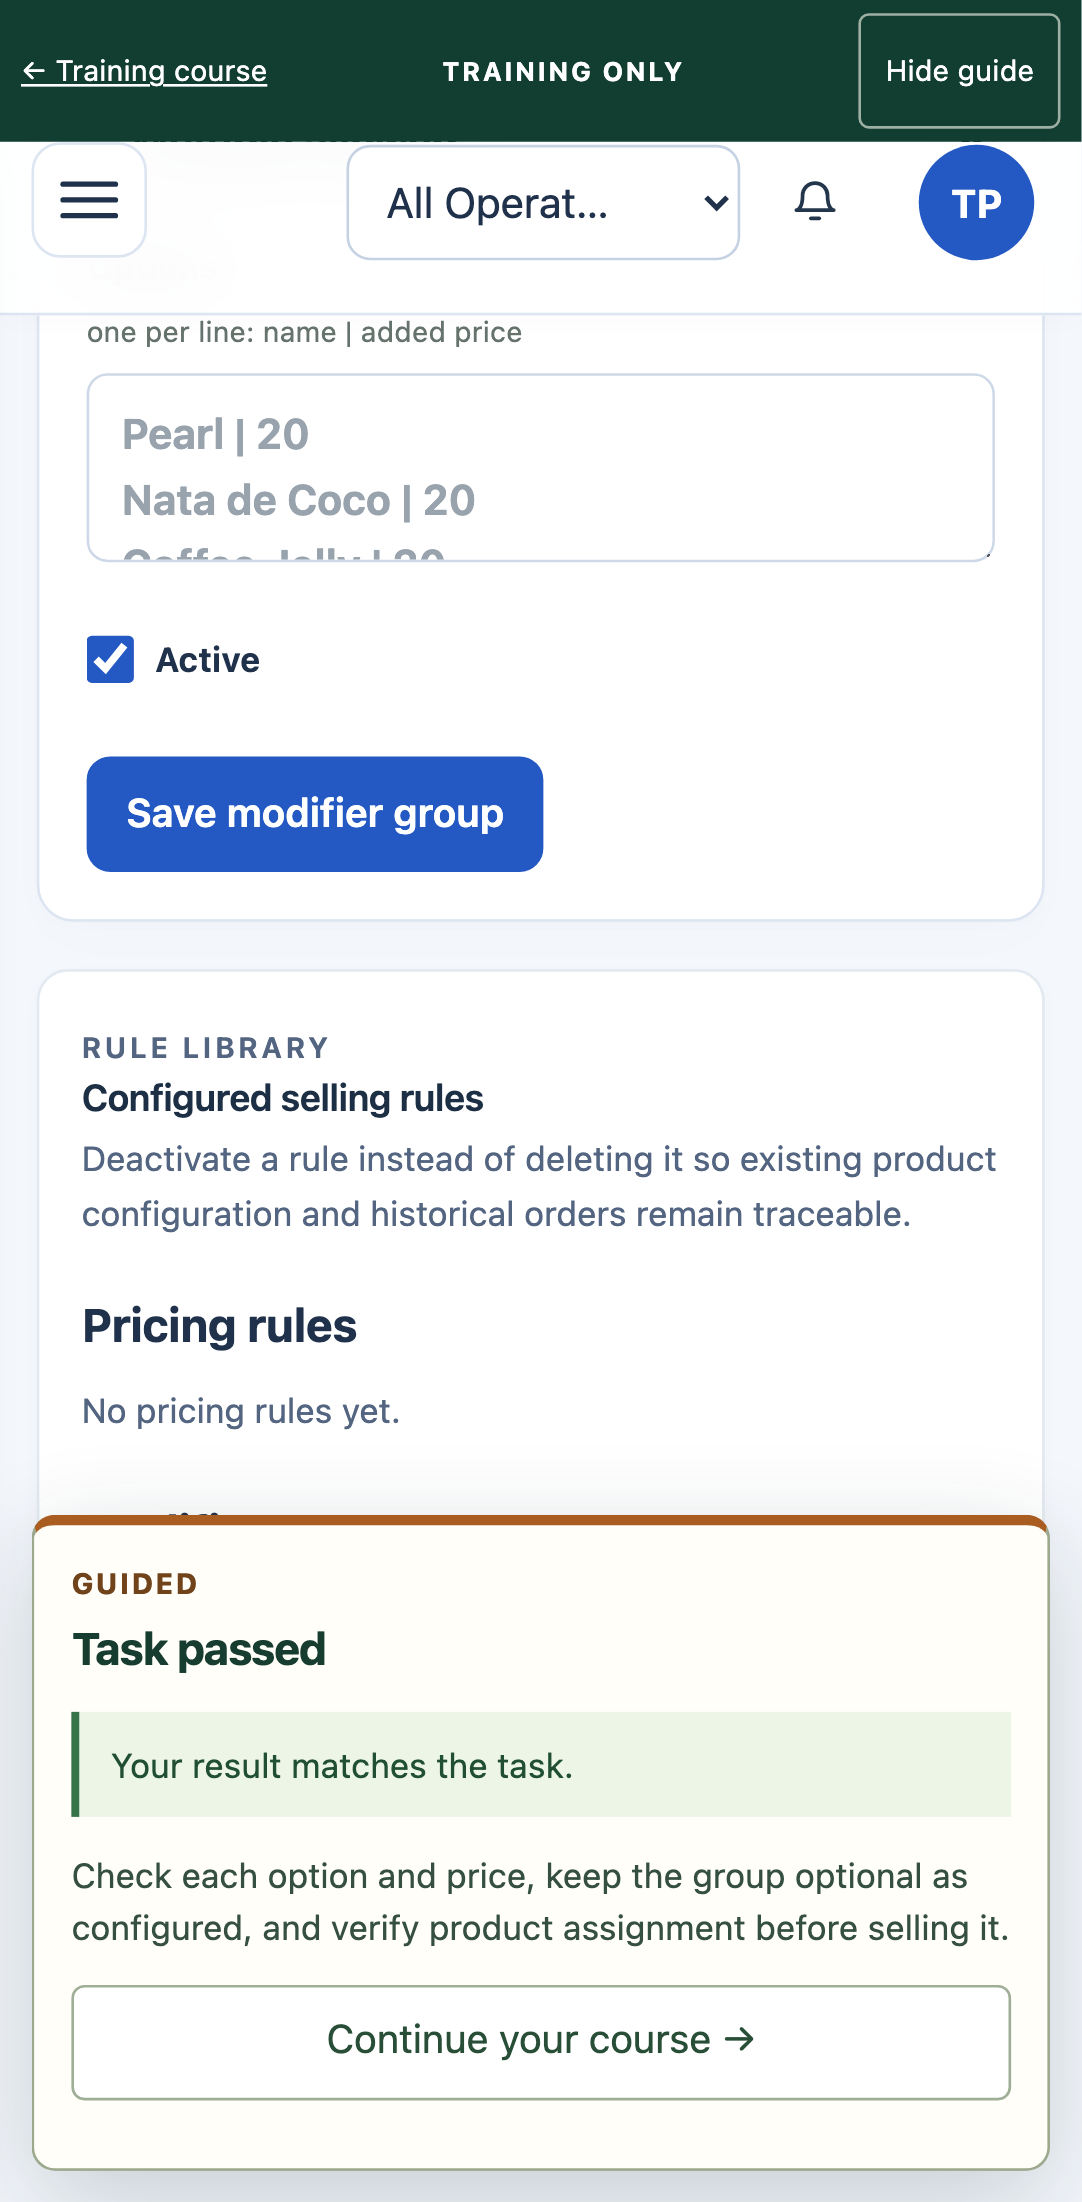 ← Training course
TRAINING ONLY
Hide guide
All Operat...
TP
one per line: name | added price
Pearl | 20
Nata de Coco | 20
Coffee Jelly | 20
Active
Save modifier group
RULE LIBRARY
Configured selling rules
Deactivate a rule instead of deleting it so existing product
configuration and historical orders remain traceable.
Pricing rules
No pricing rules yet.
GUIDED
Task passed
Your result matches the task.
Check each option and price, keep the group optional as
configured, and verify product assignment before selling it.
Continue your course →